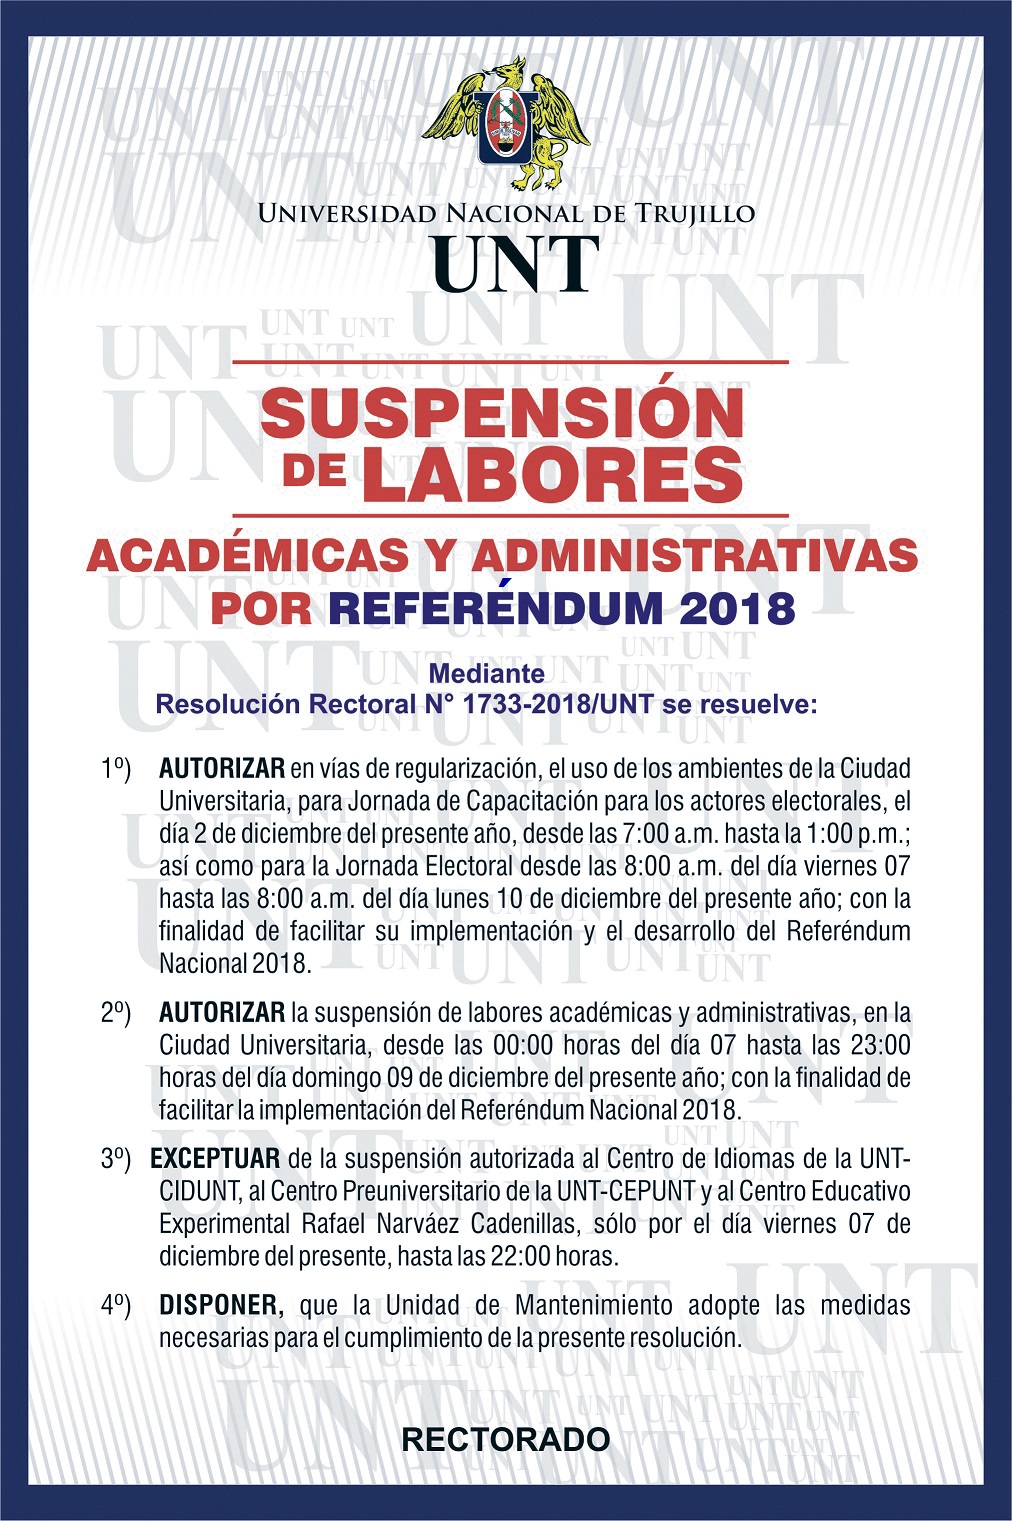 UNIVERSIDAD NACIONAL DE TRUJILLO
UNT
SUSPENSIÓN
DE LABORES
ACADÉMICAS Y ADMINISTRATIVAS
POR REFERÉNDUM 2018
Mediante
Resolución Rectoral N° 1733-2018/UNT se resuelve:
1º) AUTORIZAR en vías de regularización, el uso de los ambientes de la Ciudad
Universitaria, para Jornada de Capacitación para los actores electorales, el
día 2 de diciembre del presente año, desde las 7:00 a.m. hasta la 1:00 p.m.;
así como para la Jornada Electoral desde las 8:00 a.m. del día viernes 07
hasta las 8:00 a.m. del día lunes 10 de diciembre del presente año; con la
finalidad de facilitar su implementación y el desarrollo del Referéndum
Nacional 2018.
2º) AUTORIZAR la suspensión de labores académicas y administrativas, en la
Ciudad Universitaria, desde las 00:00 horas del día 07 hasta las 23:00
horas del día domingo 09 de diciembre del presente año; con la finalidad de
facilitar la implementación del Referéndum Nacional 2018.
3º) EXCEPTUAR de la suspensión autorizada al Centro de Idiomas de la UNT-
CIDUNT, al Centro Preuniversitario de la UNT-CEPUNT y al Centro Educativo
Experimental Rafael Narváez Cadenillas, sólo por el día viernes 07 de
diciembre del presente, hasta las 22:00 horas.
4º) DISPONER, que la Unidad de Mantenimiento adopte las medidas
necesarias para el cumplimiento de la presente resolución.
RECTORADO